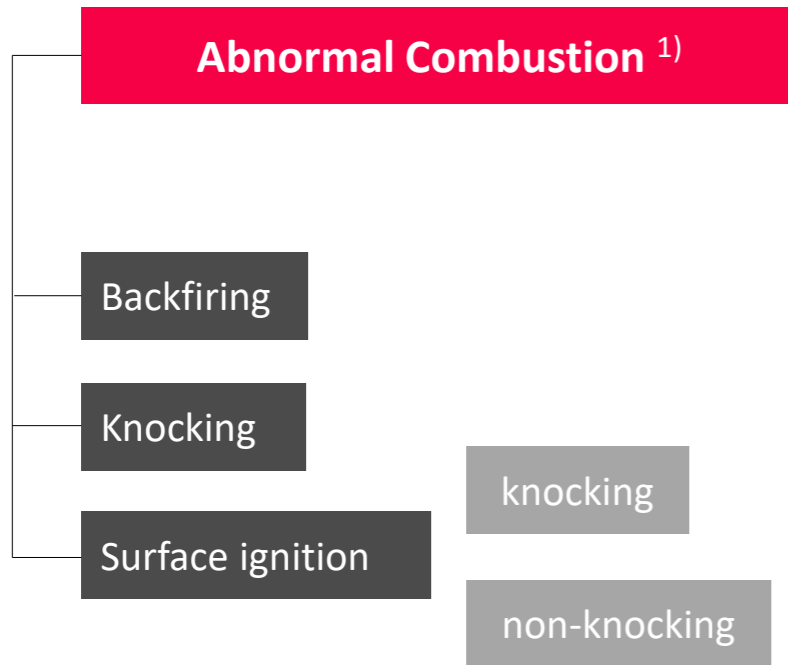 Abnormal Combustion 1)
Backfiring
Knocking
knocking
Surface ignition
non-knocking